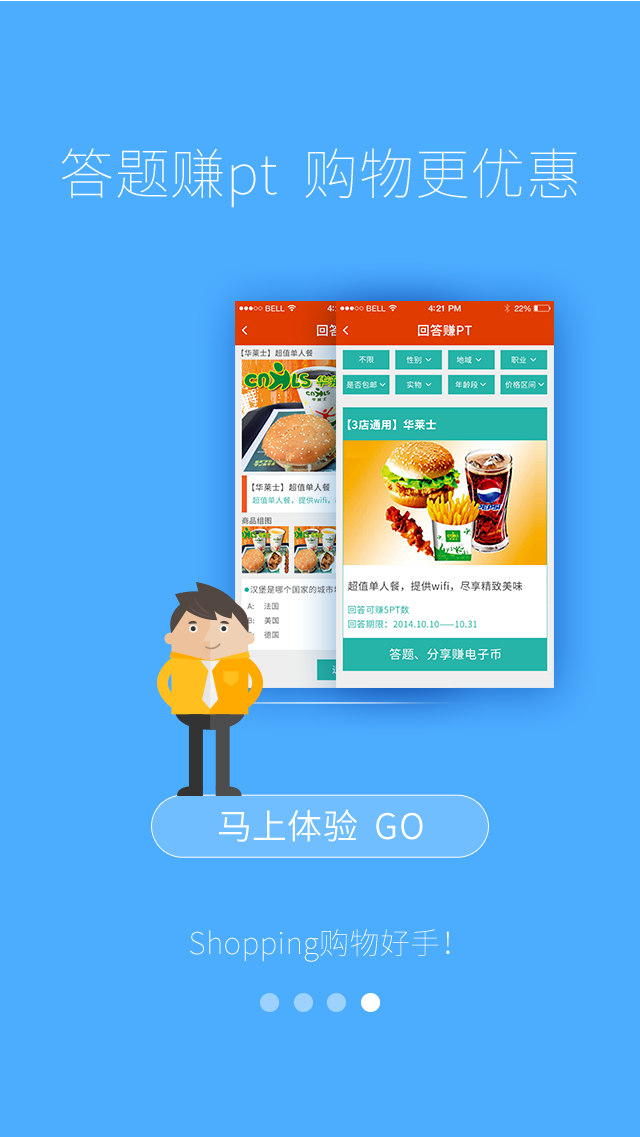 答题赚pt 购物更优惠
BELL
4:
回答
【华莱士】超值单人餐
CNHLS 华莱
【华莱士】超值单人餐
超值单人餐，提供wifi，
商品组图
汉堡是哪个国家的城市
A: 法国
B: 美国
德国
BELL 4:21 PM 22%
回答赚PT
不限 性别 地域 职业
是否包邮 实物 年龄段 价格区间
【3店通用】华莱士
超值单人餐，提供wifi，尽享精致美味
回答可赚5PT数
回答期限：2014.10.10——10.31
答题、分享赚电子币
马上体验 GO
Shopping购物好手！